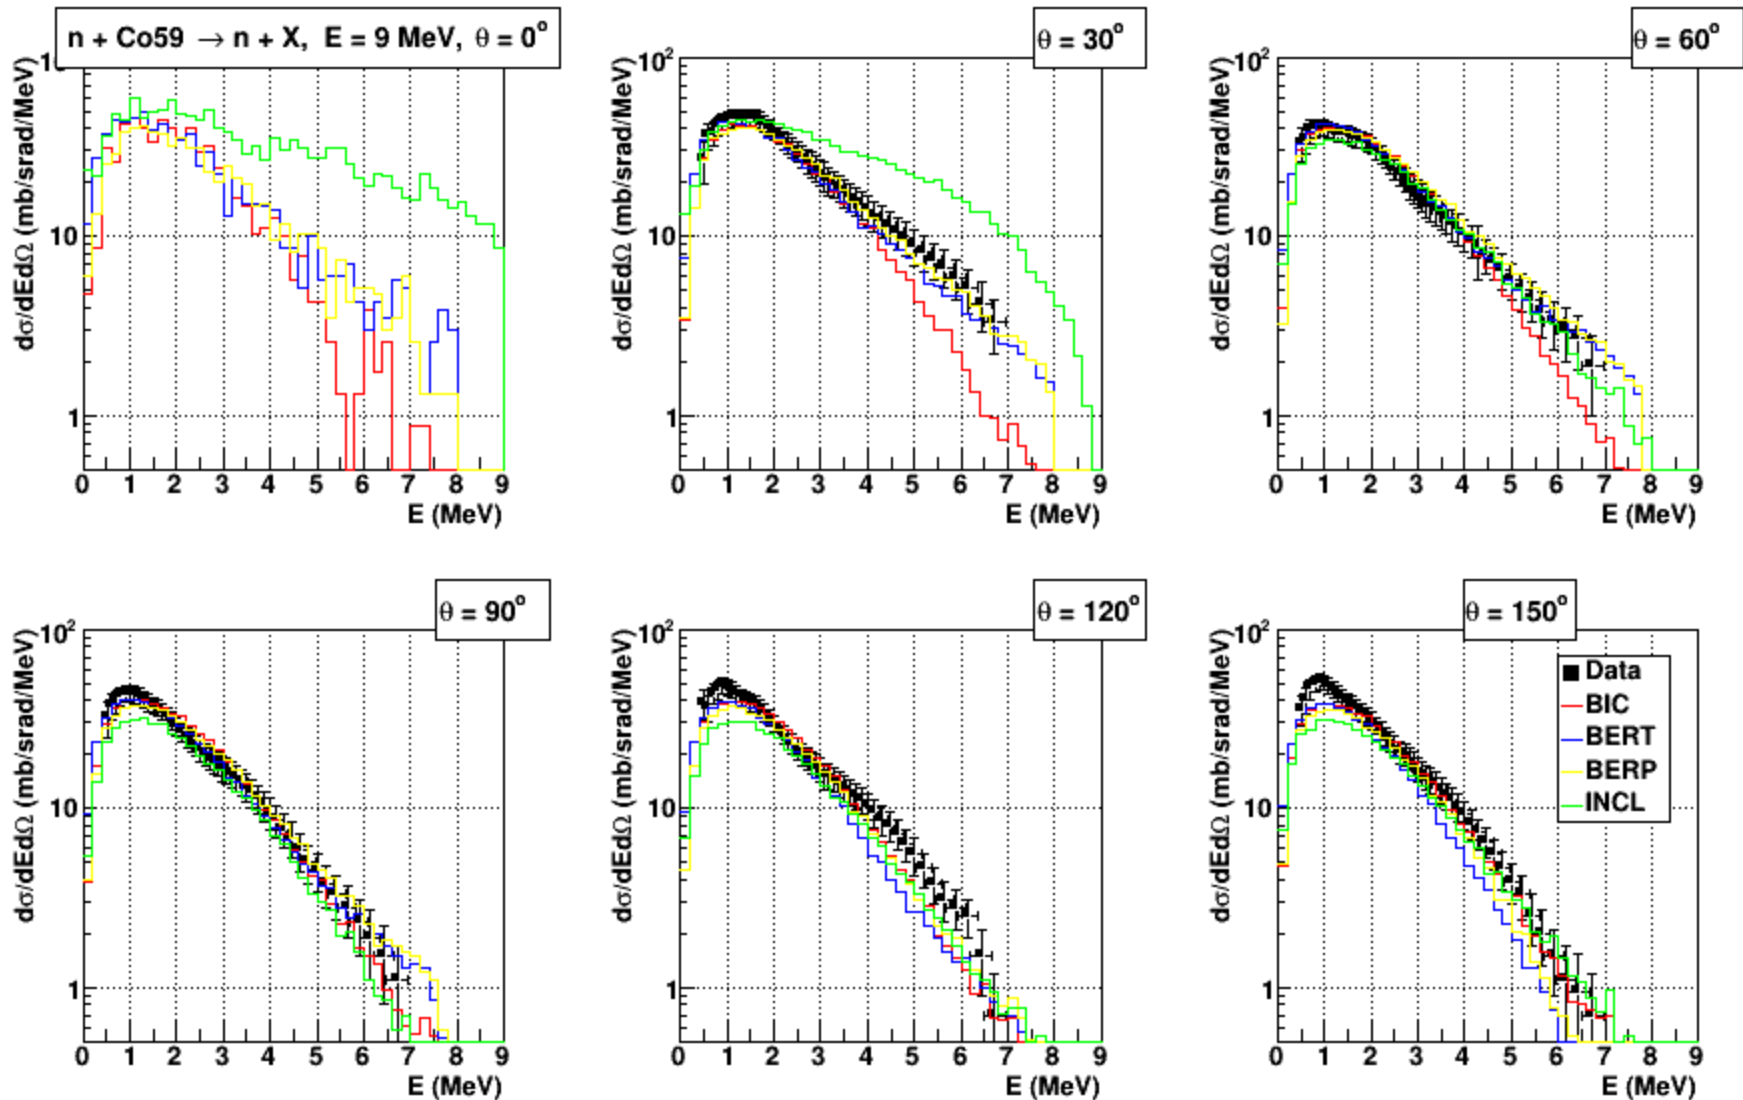 n + Co59 → n + X, E = 9 MeV, θ = 0°
10
1
dσ/dEdΩ (mb/srad/MeV)
0 1 2 3 4 5 6 7 8 9
E (MeV)
θ = 30°
10²
10
1
dσ/dEdΩ (mb/srad/MeV)
0 1 2 3 4 5 6 7 8 9
E (MeV)
θ = 60°
10²
10
1
dσ/dEdΩ (mb/srad/MeV)
0 1 2 3 4 5 6 7 8 9
E (MeV)
θ = 90°
10²
10
1
dσ/dEdΩ (mb/srad/MeV)
0 1 2 3 4 5 6 7 8 9
E (MeV)
θ = 120°
10²
10
1
dσ/dEdΩ (mb/srad/MeV)
0 1 2 3 4 5 6 7 8 9
E (MeV)
θ = 150°
10²
10
1
dσ/dEdΩ (mb/srad/MeV)
Data
BIC
BERT
BERP
INCL
0 1 2 3 4 5 6 7 8 9
E (MeV)